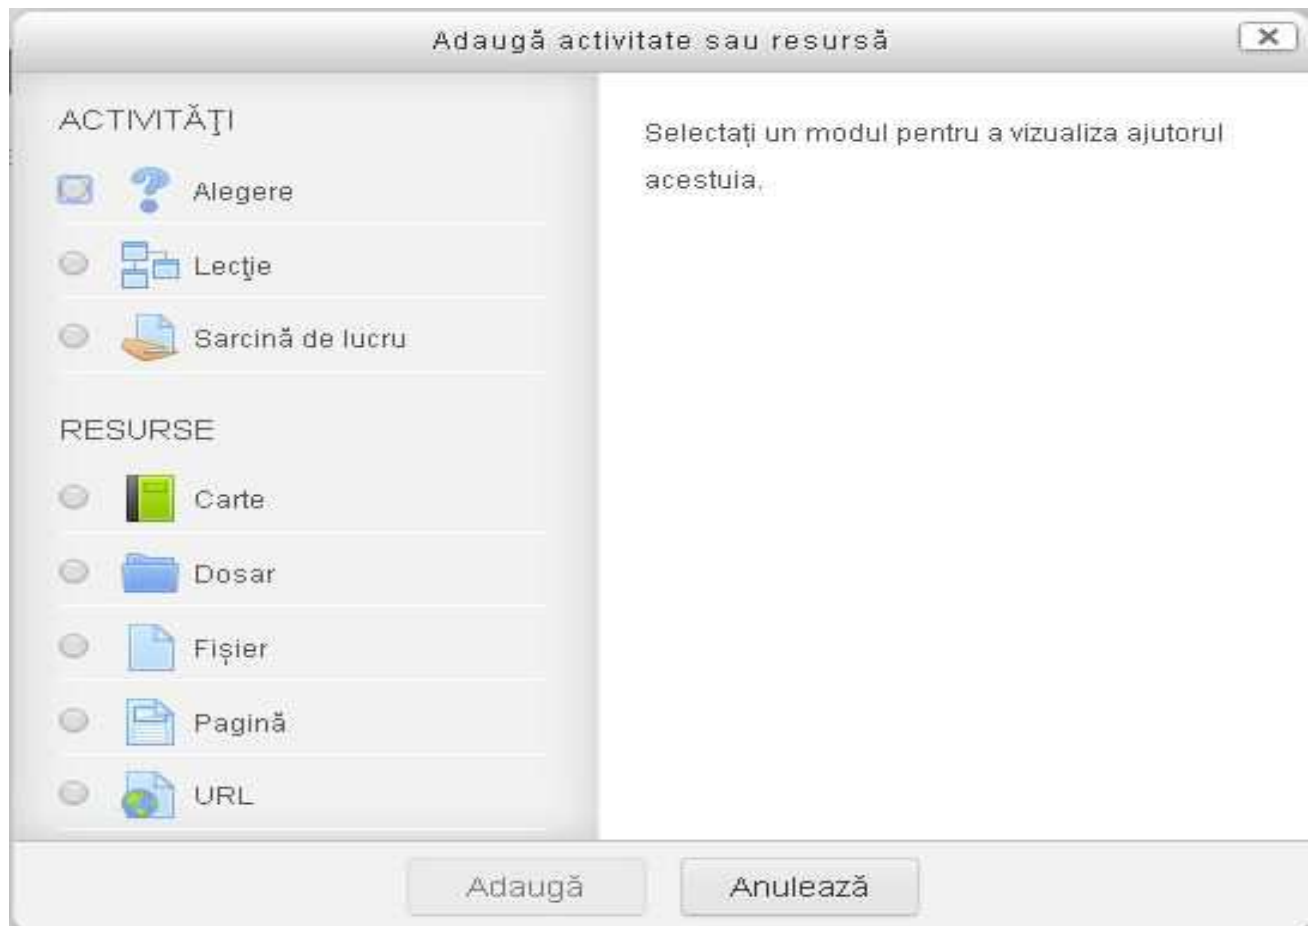 Adaugă activitate sau resursă
ACTIVITĂŢI
Alegere
Lecţie
Sarcină de lucru
RESURSE
Carte
Dosar
Fișier
Pagină
URL
Selectați un modul pentru a vizualiza ajutorul
acestuia.
Adaugă
Anulează